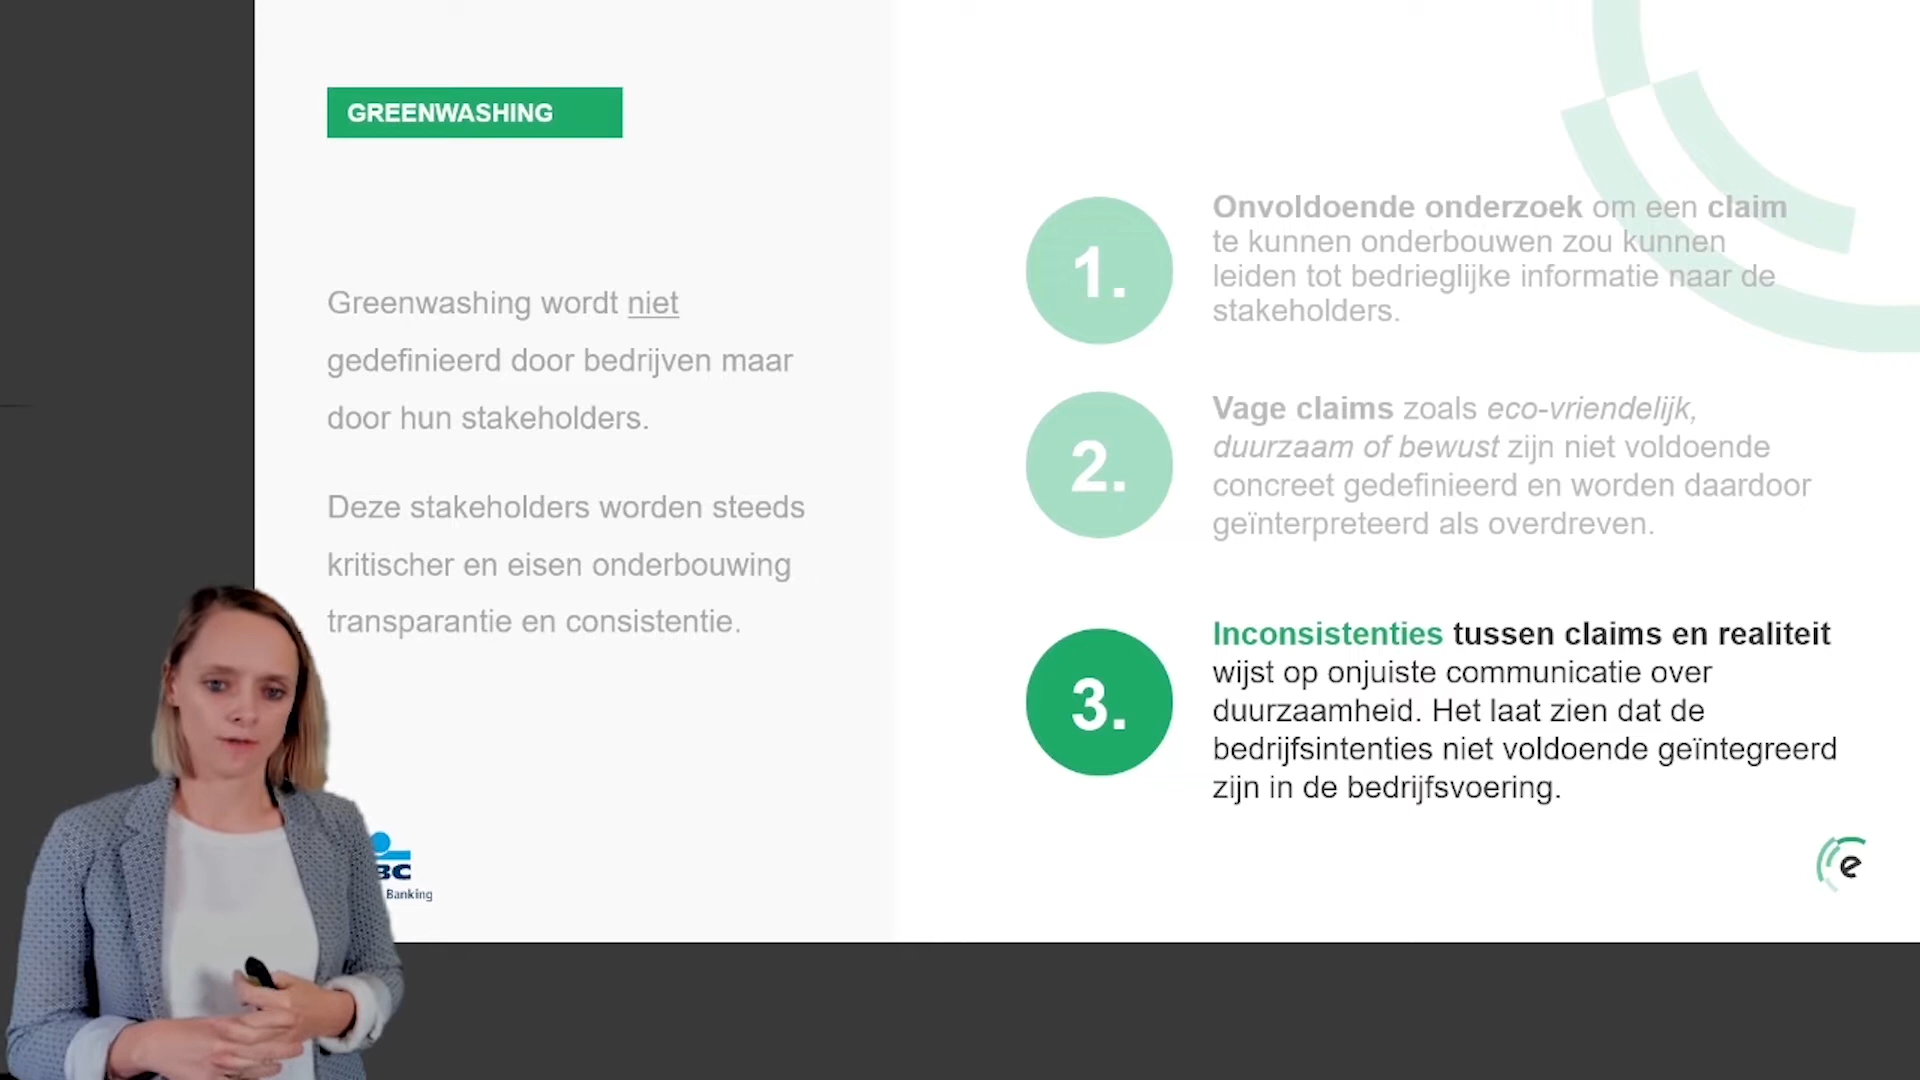 GREENWASHING
Greenwashing wordt niet
gedefinieerd door bedrijven maar
door hun stakeholders.
Deze stakeholders worden steeds
kritischer en eisen onderbouwing
transparantie en consistentie.
1.
Onvoldoende onderzoek om een claim
te kunnen onderbouwen zou kunnen
leiden tot bedrieglijke informatie naar de
stakeholders.
2.
Vage claims zoals eco-vriendelijk,
duurzaam of bewust zijn niet voldoende
concreet gedefinieerd en worden daardoor
geïnterpreteerd als overdreven.
3.
Inconsistenties tussen claims en realiteit
wijst op onjuiste communicatie over
duurzaamheid. Het laat zien dat de
bedrijfsintenties niet voldoende geïntegreerd
zijn in de bedrijfsvoering.
BC
Banking
e